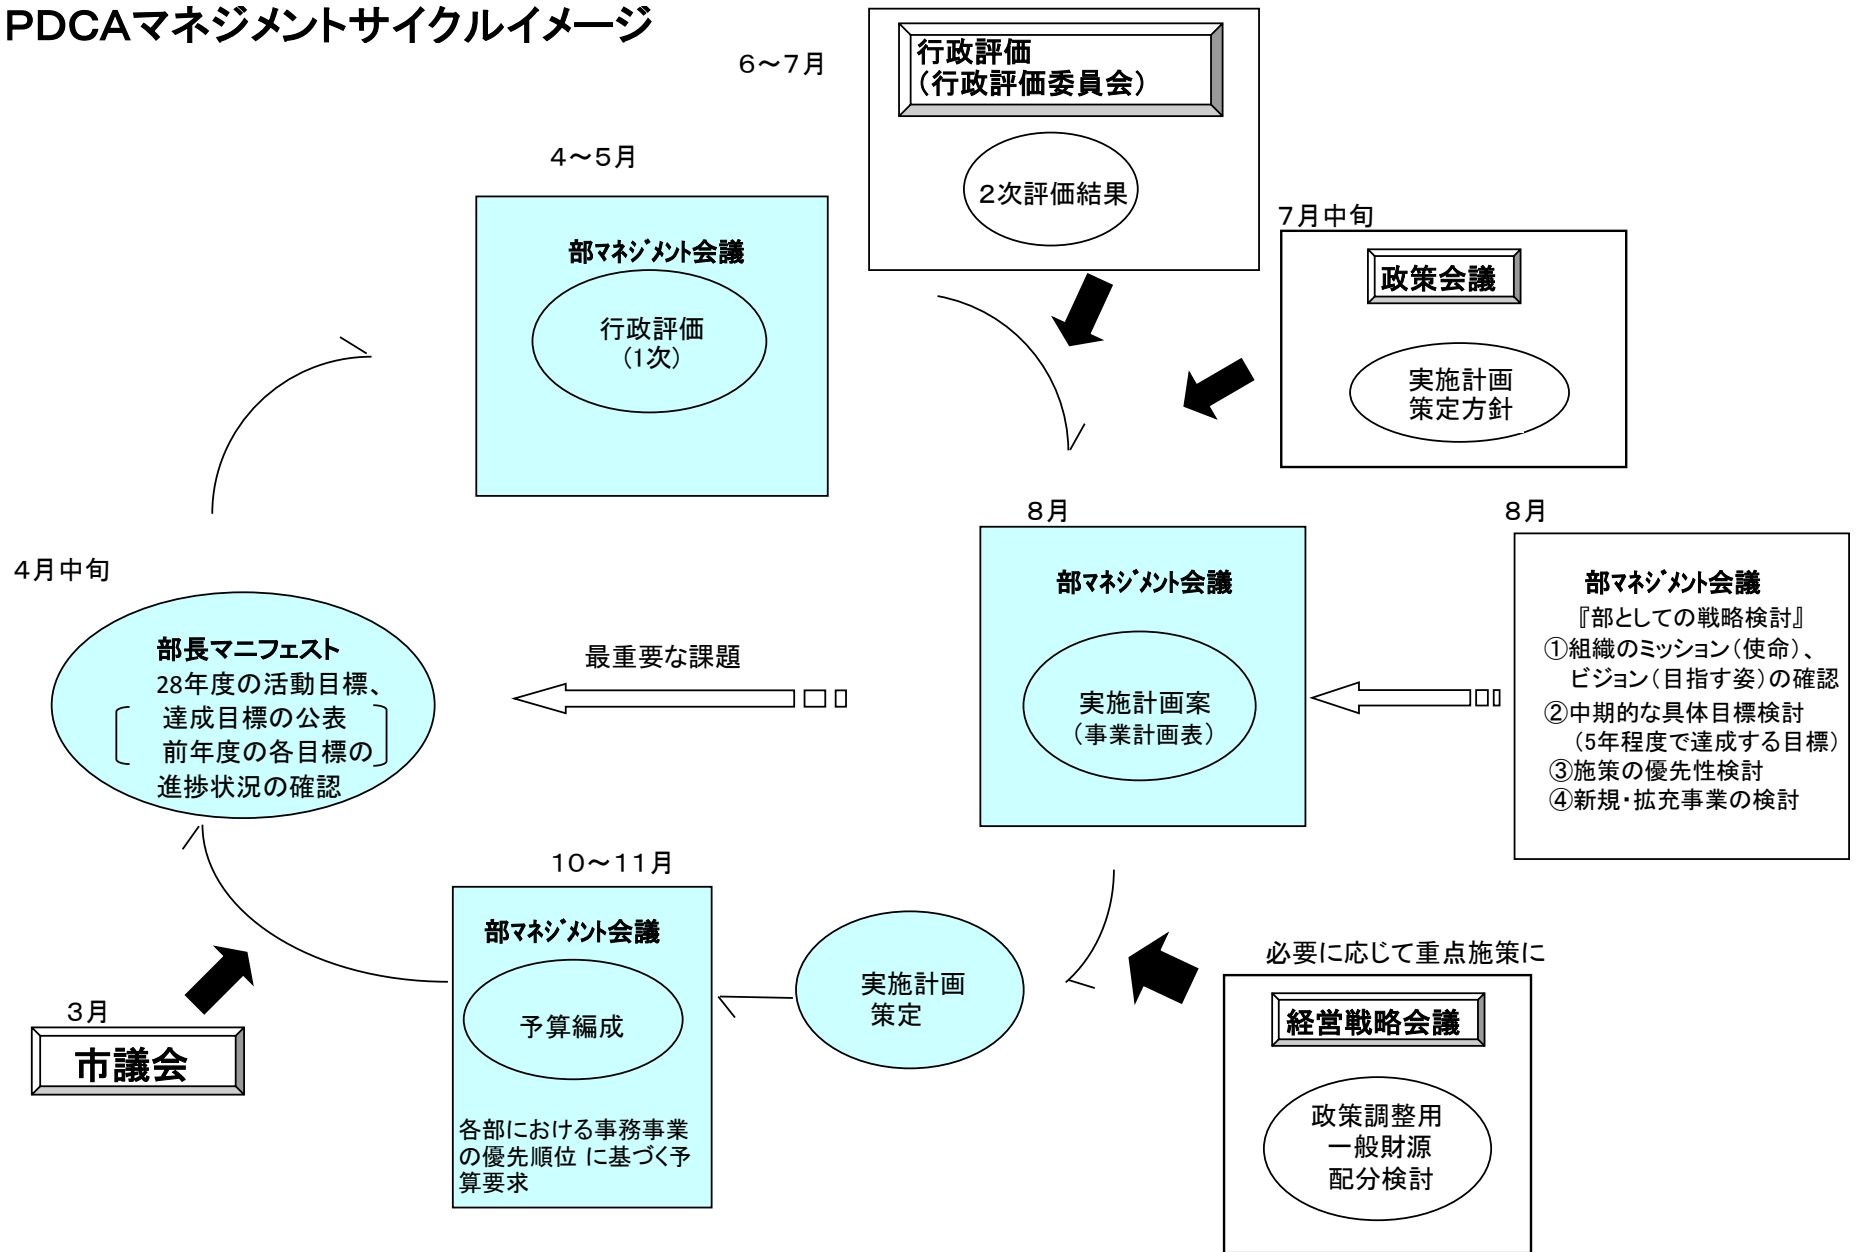 PDCAマネジメントサイクルイメージ
6～7月
行政評価
（行政評価委員会）
2次評価結果
4～5月
部マネジメント会議
行政評価
(1次)
7月中旬
政策会議
実施計画
策定方針
8月
部マネジメント会議
実施計画案
（事業計画表）
8月
部マネジメント会議
『部としての戦略検討』
①組織のミッション（使命）、
ビジョン（目指す姿）の確認
②中期的な具体目標検討
（5年程度で達成する目標）
③施策の優先性検討
④新規・拡充事業の検討
4月中旬
部長マニフェスト
28年度の活動目標、
達成目標の公表
前年度の各目標の
進捗状況の確認
最重要な課題
10～11月
部マネジメント会議
予算編成
各部における事務事業
の優先順位 に基づく予
算要求
実施計画
策定
必要に応じて重点施策に
経営戦略会議
政策調整用
一般財源
配分検討
3月
市議会